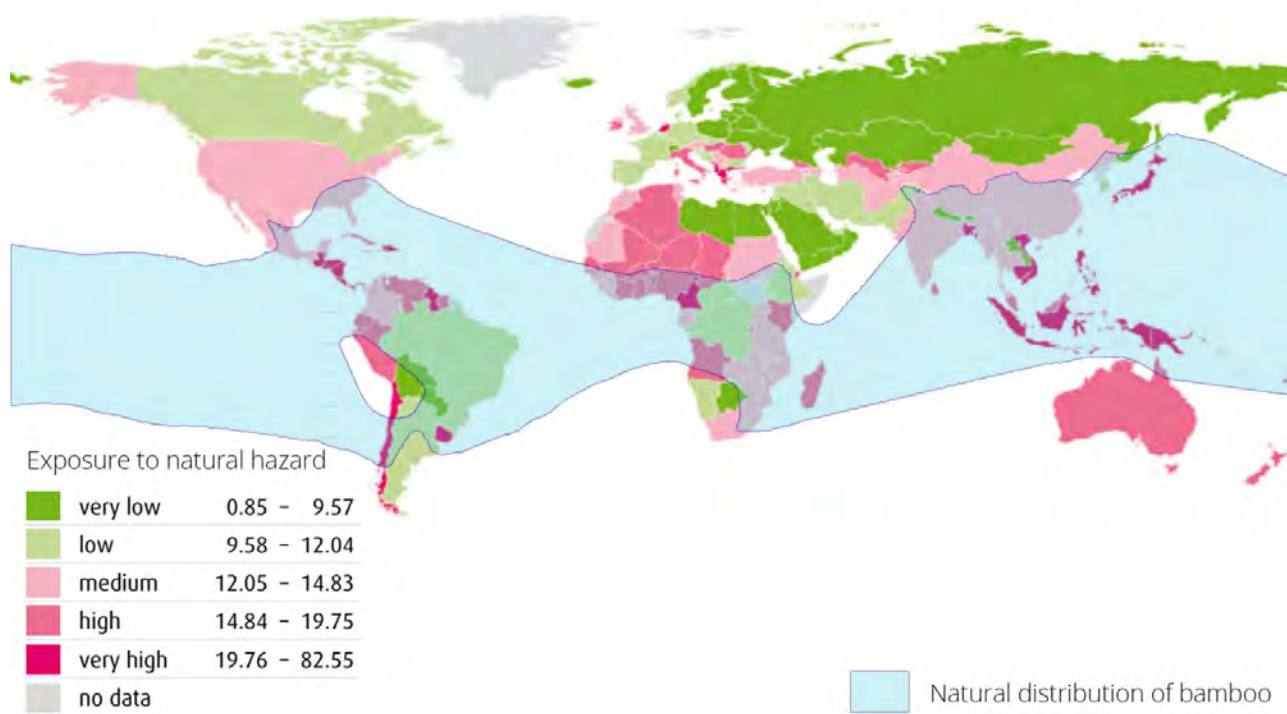 Exposure to natural hazard
very low 0.85 – 9.57
low 9.58 – 12.04
medium 12.05 – 14.83
high 14.84 – 19.75
very high 19.76 – 82.55
no data
Natural distribution of bamboo